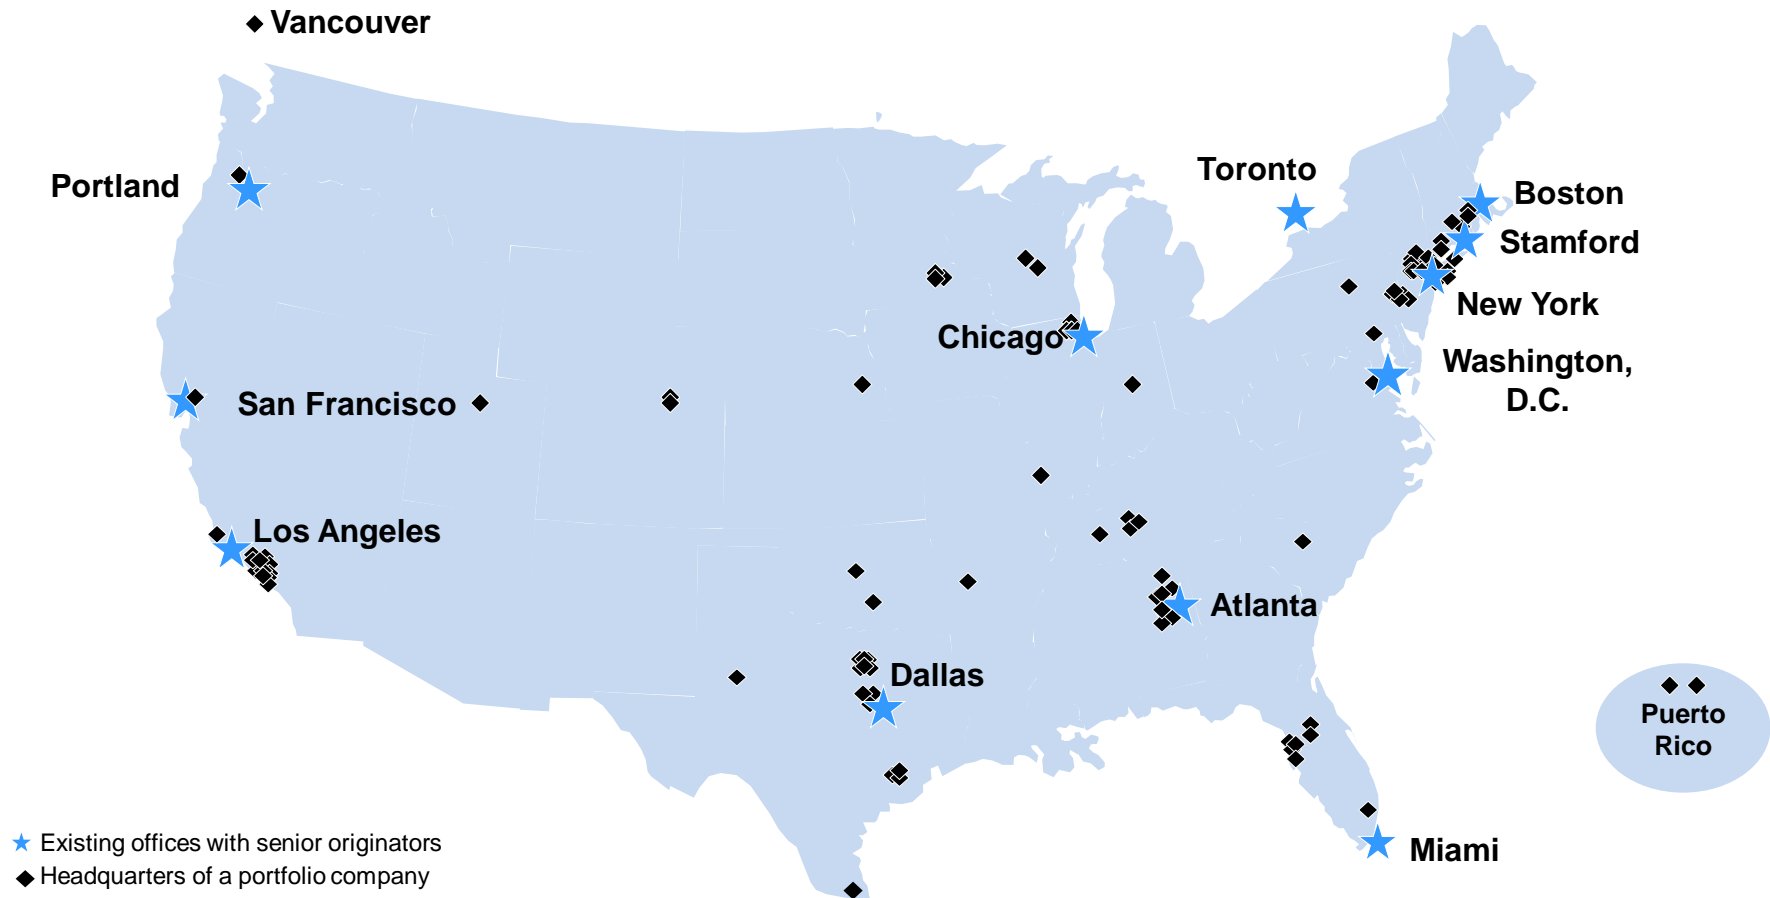 Vancouver
Toronto
Portland
Boston
Stamford
New York
Chicago
Washington,
D.C.
San Francisco
Los Angeles
Atlanta
Dallas
Puerto
Rico
Existing offices with senior originators
Miami
Headquarters of a portfolio company